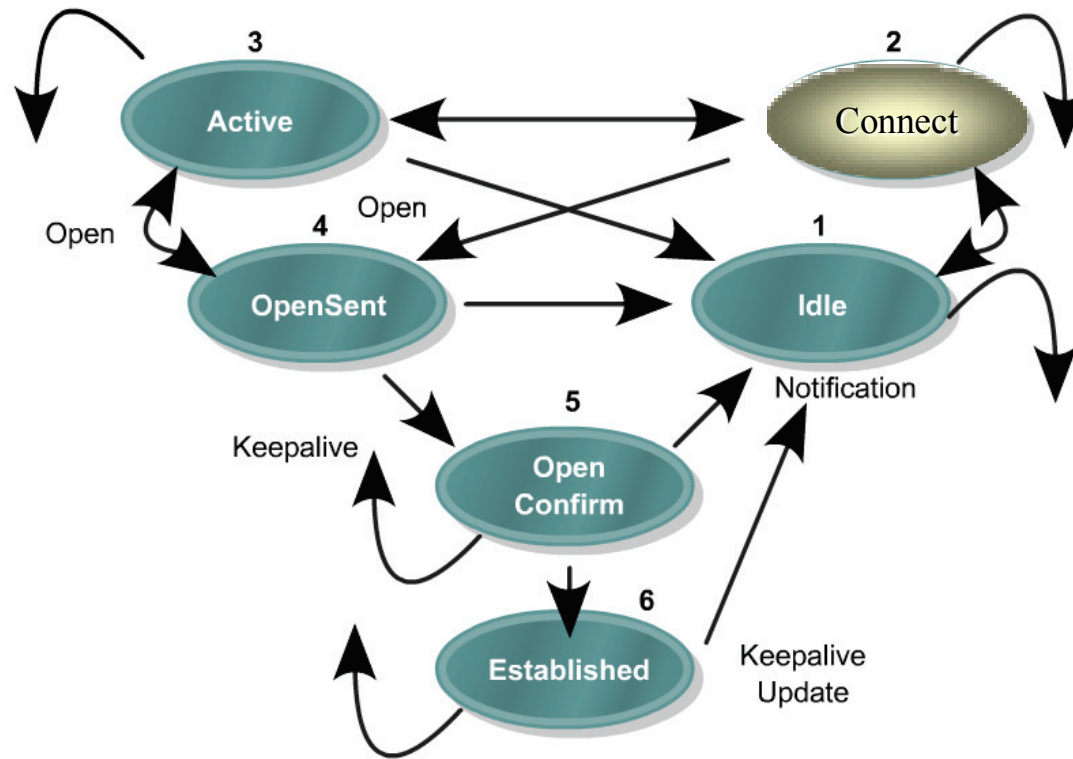 3
2
Active
Connect
Open
Open
4
1
OpenSent
Idle
Notification
5
Keepalive
Open
Confirm
6
Established
Keepalive
Update